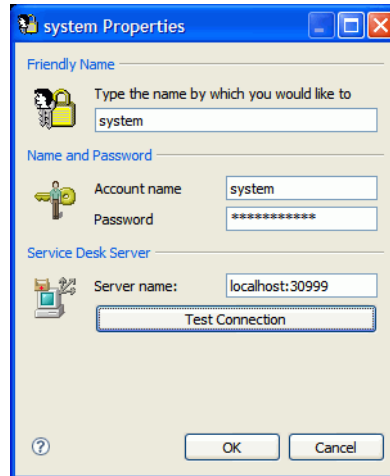 system Properties
Friendly Name
Type the name by which you would like to
system
Name and Password
Account name system
Password ***********
Service Desk Server
Server name: localhost:30999
Test Connection
? OK Cancel